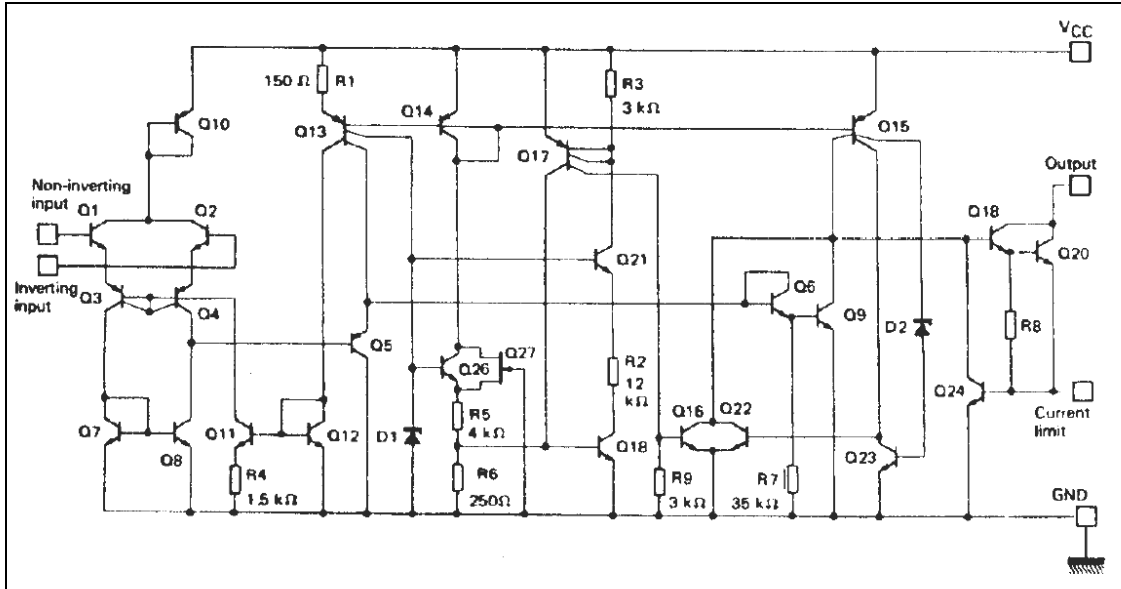 VCC
150 Ω
R1
R3
3 kΩ
Q10
Q13
Q14
Q17
Q15
Output
Non-inverting
input
Q1
Q2
Q18
Q20
Inverting
input
Q3
Q4
Q21
Q6
Q9
D2
R8
Q5
Q26
Q27
R2
12
kΩ
Q16
Q22
Q24
Current
limit
Q7
Q8
Q11
Q12
D1
R5
4 kΩ
Q18
Q23
R4
1.5 kΩ
R6
250Ω
R9
3 kΩ
R7
35 kΩ
GND